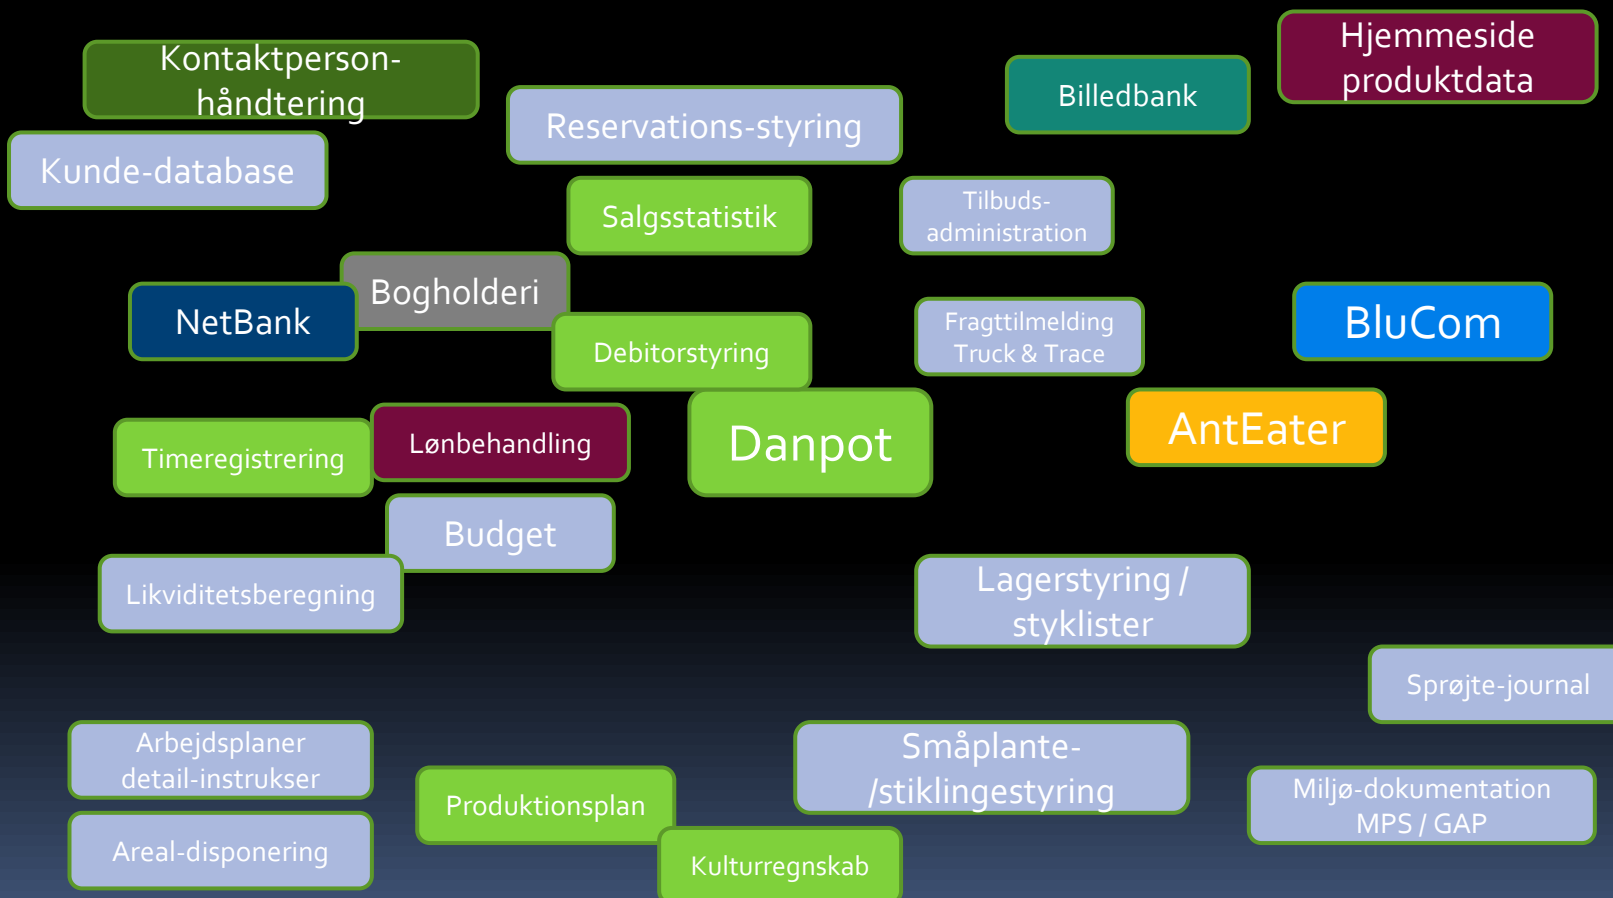 Hjemmeside
produktdata
Kontaktperson-
håndtering
Billedbank
Reservations-styring
Kunde-database
Salgsstatistik
Tilbuds-
administration
Bogholderi
NetBank
BluCom
Debitorstyring
Fragttilmelding
Truck & Trace
Danpot
AntEater
Timeregistrering
Lønbehandling
Budget
Likviditetsberegning
Lagerstyring /
styklister
Sprøjte-journal
Arbejdsplaner
detail-instrukser
Småplante-
/stiklingestyring
Produktionsplan
Miljø-dokumentation
MPS / GAP
Areal-disponering
Kulturregnskab